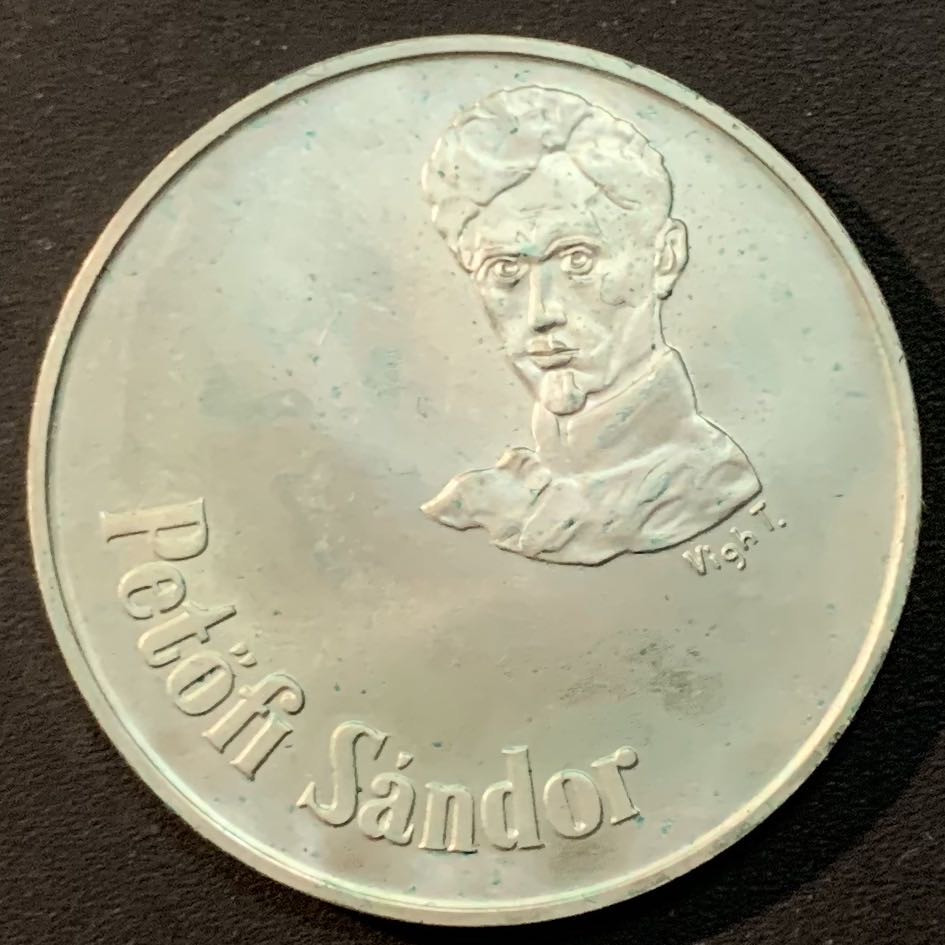 Vigh T.
Petőfi Sándor